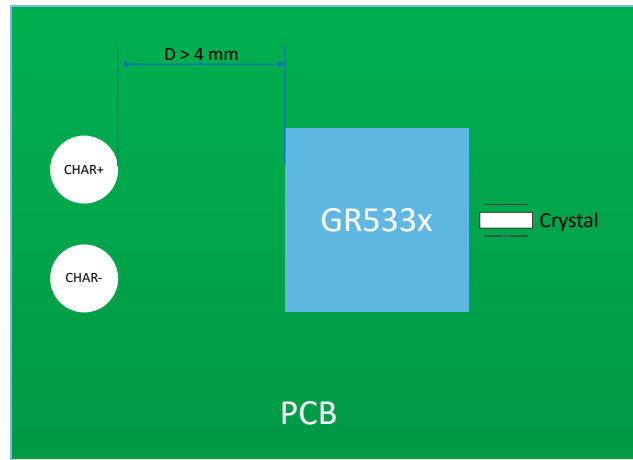 D > 4 mm
CHAR+
GR533x
Crystal
CHAR-
PCB